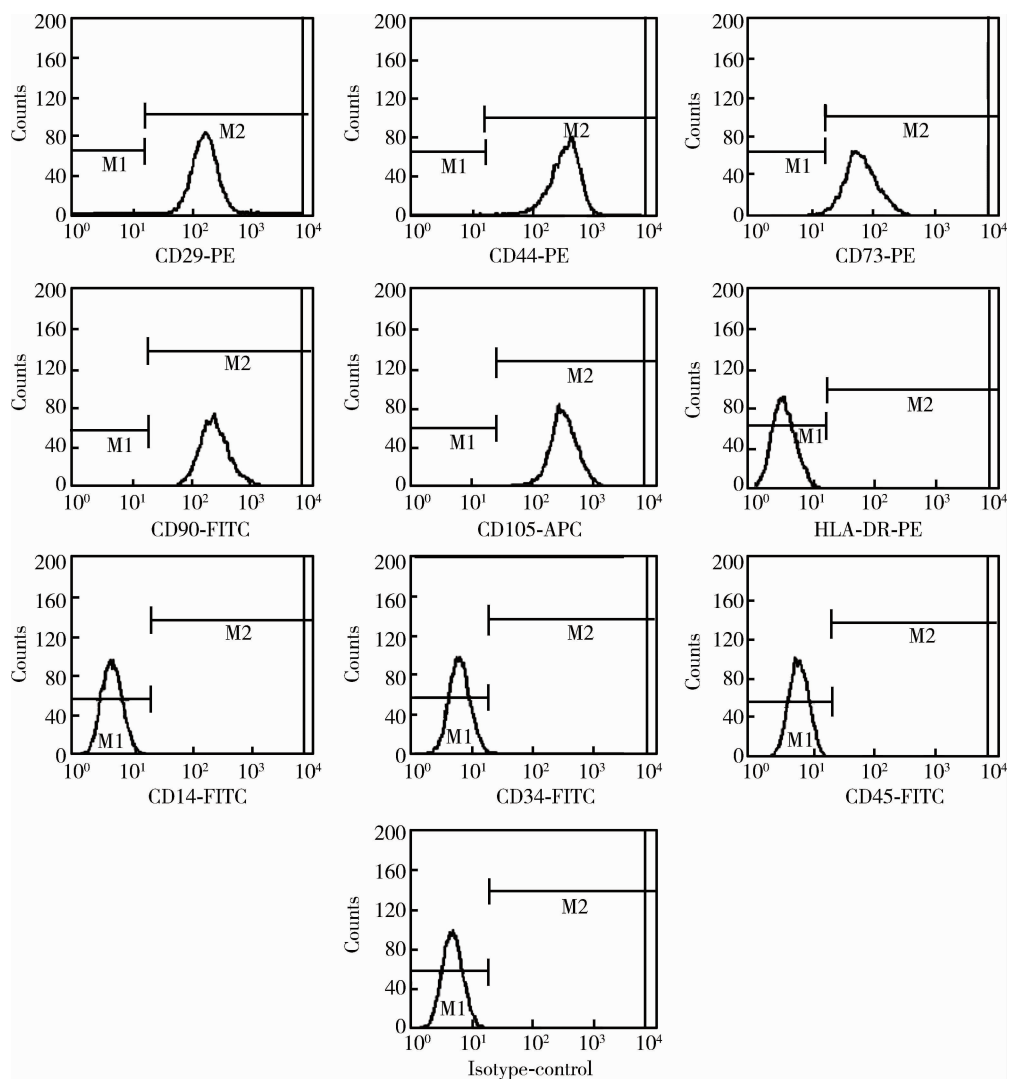 200
160
120
80
40
0
Counts
M1
M2
10⁰ 10¹ 10² 10³ 10⁴
CD29-PE
200
160
120
80
40
0
Counts
M1
M2
10⁰ 10¹ 10² 10³ 10⁴
CD44-PE
200
160
120
80
40
0
Counts
M1
M2
10⁰ 10¹ 10² 10³ 10⁴
CD73-PE
200
160
120
80
40
0
Counts
M1
M2
10⁰ 10¹ 10² 10³ 10⁴
CD90-FITC
200
160
120
80
40
0
Counts
M1
M2
10⁰ 10¹ 10² 10³ 10⁴
CD105-APC
200
160
120
80
40
0
Counts
M1
M2
10⁰ 10¹ 10² 10³ 10⁴
HLA-DR-PE
200
160
120
80
40
0
Counts
M1
M2
10⁰ 10¹ 10² 10³ 10⁴
CD14-FITC
200
160
120
80
40
0
Counts
M1
M2
10⁰ 10¹ 10² 10³ 10⁴
CD34-FITC
200
160
120
80
40
0
Counts
M1
M2
10⁰ 10¹ 10² 10³ 10⁴
CD45-FITC
200
160
120
80
40
0
Counts
M1
M2
10⁰ 10¹ 10² 10³ 10⁴
Isotype-control